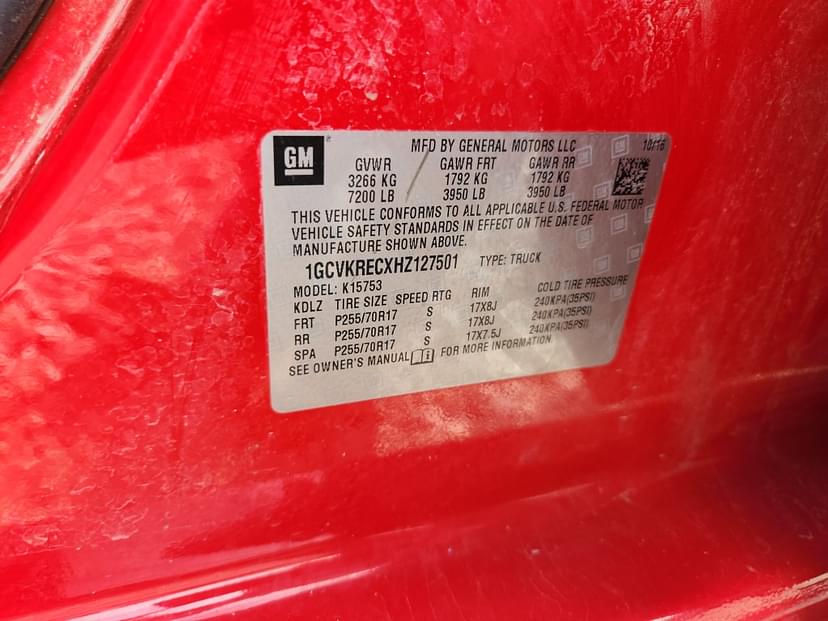 GM
MFD BY GENERAL MOTORS LLC 10/16
GVWR GAWR FRT GAWR RR
3266 KG 1792 KG 1792 KG
7200 LB 3950 LB 3950 LB
THIS VEHICLE CONFORMS TO ALL APPLICABLE U.S. FEDERAL MOTOR
VEHICLE SAFETY STANDARDS IN EFFECT ON THE DATE OF
MANUFACTURE SHOWN ABOVE.
1GCVKRECXHZ127501 TYPE: TRUCK
MODEL: K15753
KDLZ TIRE SIZE SPEED RTG RIM COLD TIRE PRESSURE
FRT P255/70R17 S 17X8J 240KPA(35PSI)
RR P255/70R17 S 17X8J 240KPA(35PSI)
SPA P255/70R17 S 17X7.5J 240KPA(35PSI)
SEE OWNER'S MANUAL FOR MORE INFORMATION